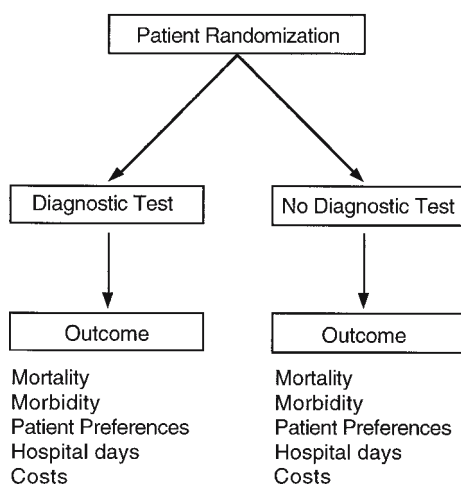 Patient Randomization
Diagnostic Test
No Diagnostic Test
Outcome
Outcome
Mortality
Morbidity
Patient Preferences
Hospital days
Costs
Mortality
Morbidity
Patient Preferences
Hospital days
Costs